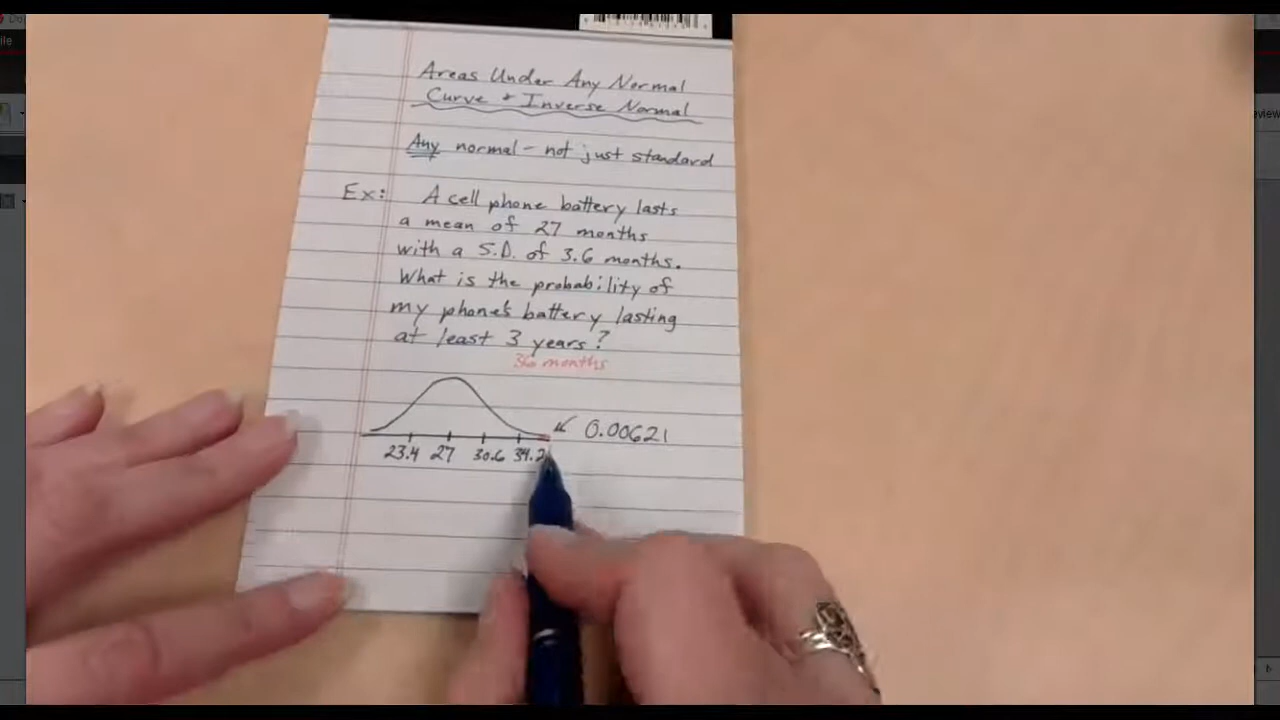 Areas Under Any Normal
Curve & Inverse Normal
Any normal - not just standard
Ex: A cell phone battery lasts
a mean of 27 months
with a S.D. of 3.6 months.
What is the probability of
my phone's battery lasting
at least 3 years?
36 months
0.00621
23.4 27 30.6 34.2